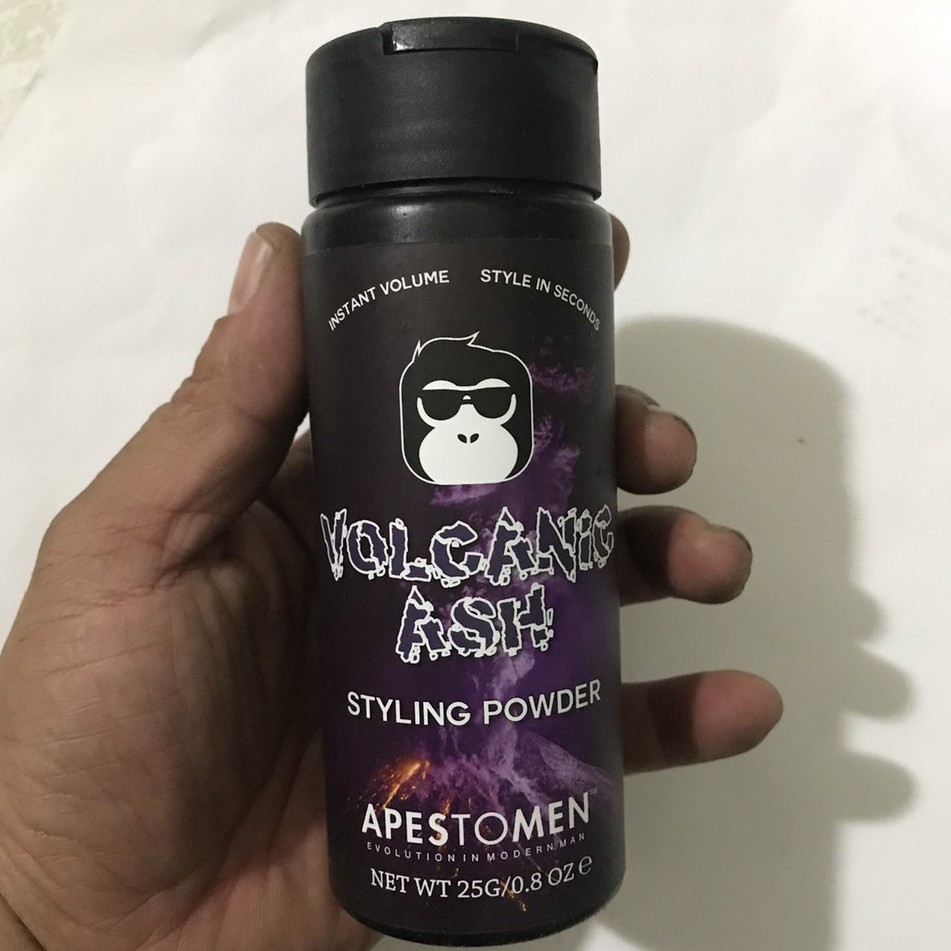 INSTANT VOLUME STYLE IN SECONDS
VOLCANIC
ASH
STYLING POWDER
APESTOMEN™
EVOLUTION IN MODERN MAN
NET WT 25G/0.8 OZ ℮